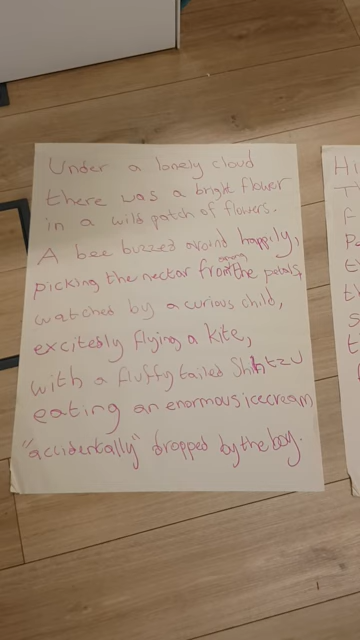 Under a lonely cloud
there was a bright flower
in a wild patch of flowers.
A bee buzzed around happily,
picking the nectar from among the petals,
watched by a curious child,
excitedly flying a kite,
with a fluffy tailed Shihtzu
eating an enormous icecream
"accidentally" dropped by the boy.
Hi